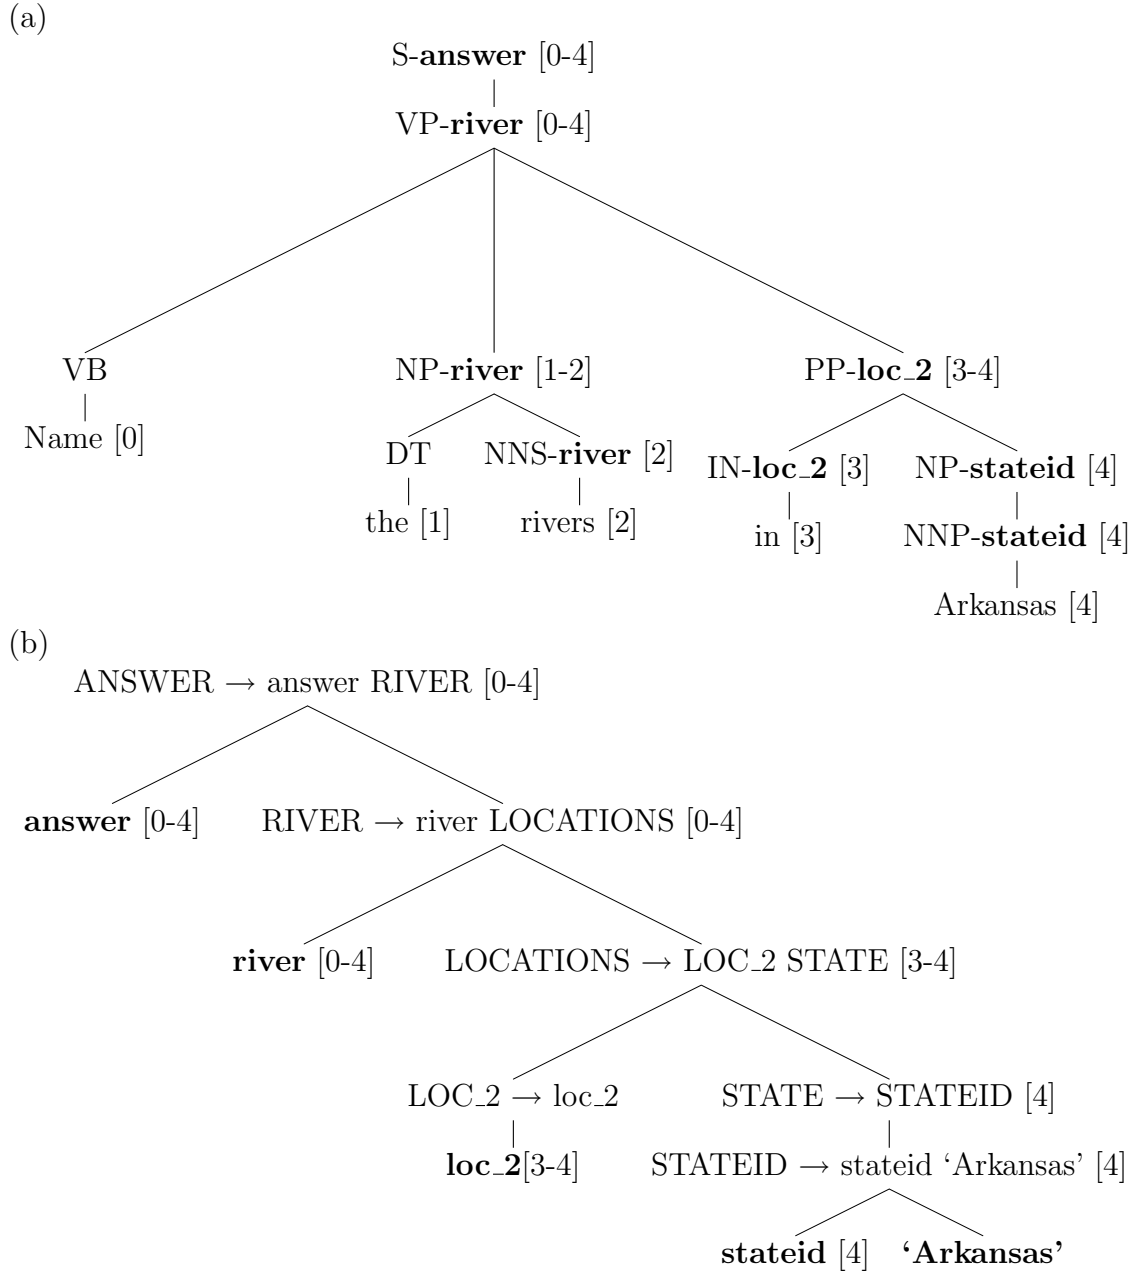 (a)
S-answer [0-4]
VP-river [0-4]
VB NP-river [1-2] PP-loc_2 [3-4]
Name [0]
DT NNS-river [2] IN-loc_2 [3] NP-stateid [4]
the [1] rivers [2] in [3] NNP-stateid [4]
Arkansas [4]
(b)
ANSWER → answer RIVER [0-4]
answer [0-4] RIVER → river LOCATIONS [0-4]
river [0-4] LOCATIONS → LOC_2 STATE [3-4]
LOC_2 → loc_2 STATE → STATEID [4]
loc_2[3-4] STATEID → stateid ‘Arkansas’ [4]
stateid [4] ‘Arkansas’